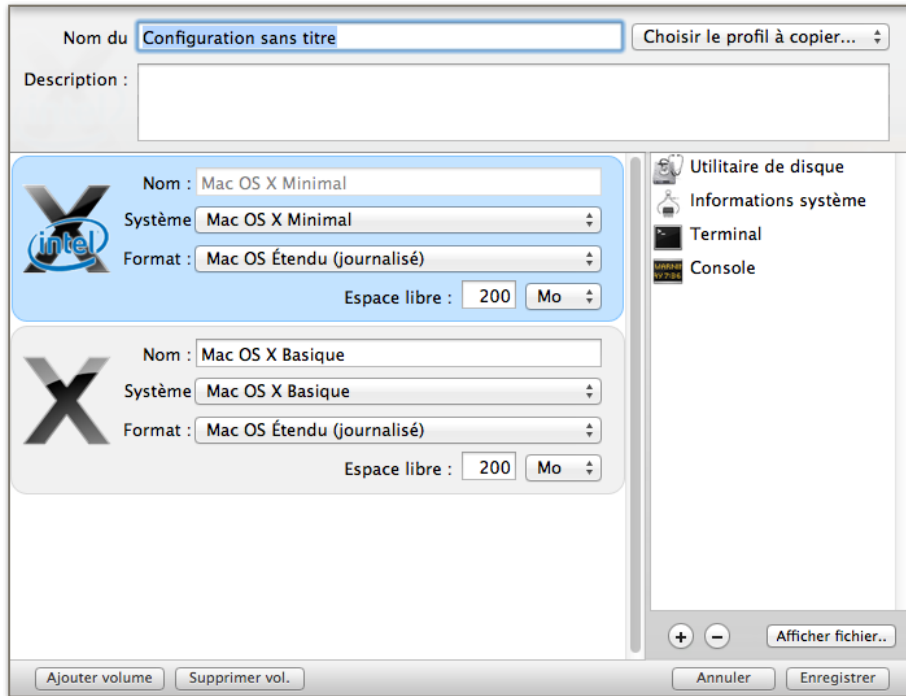 Nom du Configuration sans titre Choisir le profil à copier...
Description :
Nom : Mac OS X Minimal
Système Mac OS X Minimal
Format : Mac OS Étendu (journalisé)
Espace libre : 200 Mo
intel
Nom : Mac OS X Basique
Système Mac OS X Basique
Format : Mac OS Étendu (journalisé)
Espace libre : 200 Mo
Utilitaire de disque
Informations système
Terminal
Console
Afficher fichier..
Ajouter volume Supprimer vol. Annuler Enregistrer